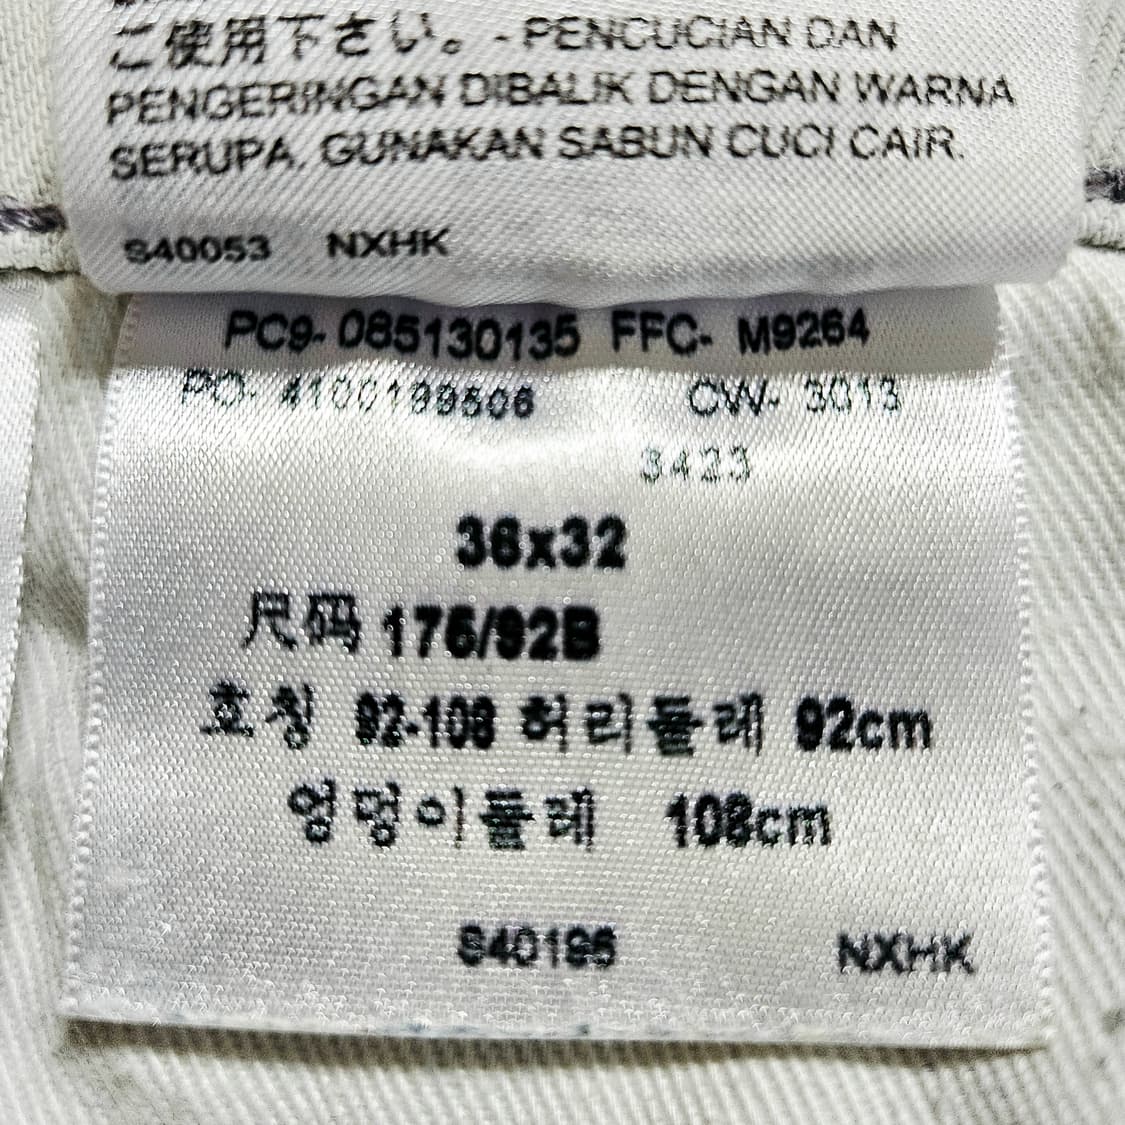 ご使用下さい。- PENCUCIAN DAN
PENGERINGAN DIBALIK DENGAN WARNA
SERUPA. GUNAKAN SABUN CUCI CAIR.
S40053 NXHK
PC9- 085130135 FFC- M9264
PO- 4100199806 CW- 3013
3423
36x32
尺码 175/92B
호칭 92-108 허리둘레 92cm
엉덩이둘레 108cm
S40195 NXHK